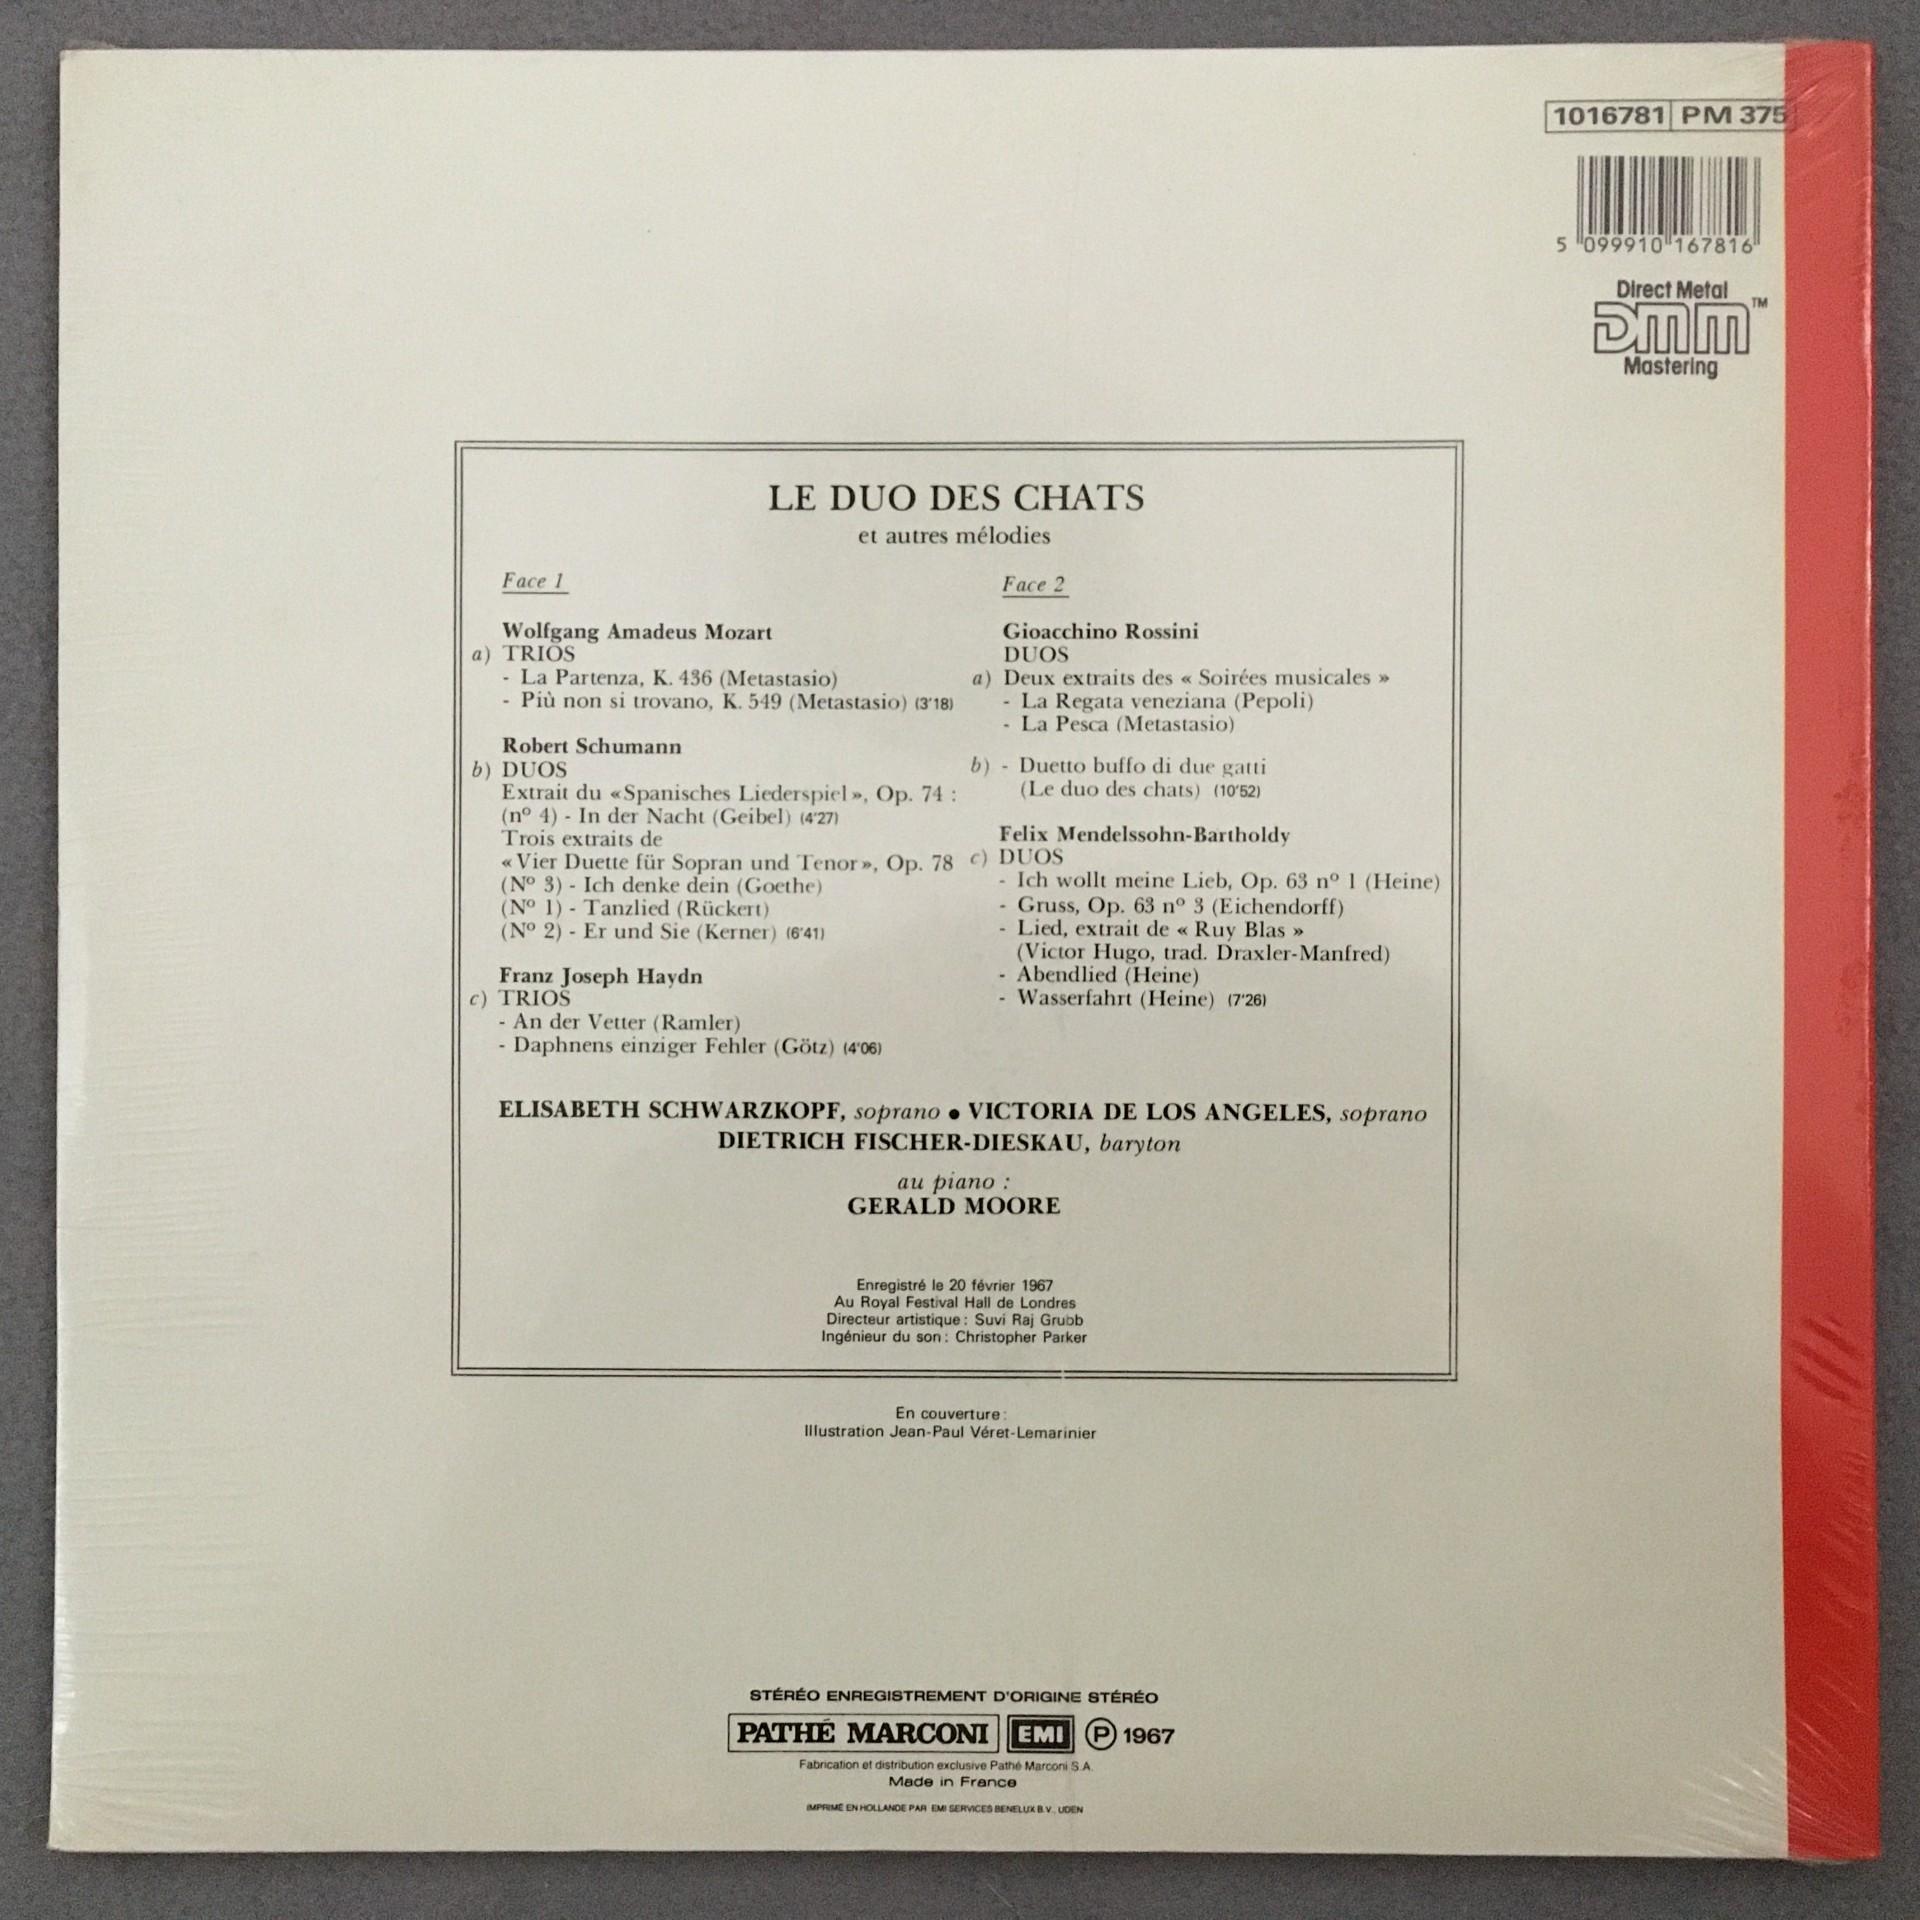 1016781 PM 375
5 099910 167816
Direct Metal
DMM™
Mastering
LE DUO DES CHATS
et autres mélodies
Face 1
Wolfgang Amadeus Mozart
a) TRIOS
- La Partenza, K. 436 (Metastasio)
- Più non si trovano, K. 549 (Metastasio) (3'18)
Robert Schumann
b) DUOS
Extrait du «Spanisches Liederspiel», Op. 74 :
(nº 4) - In der Nacht (Geibel) (4'27)
Trois extraits de
«Vier Duette für Sopran und Tenor», Op. 78
(Nº 3) - Ich denke dein (Goethe)
(Nº 1) - Tanzlied (Rückert)
(Nº 2) - Er und Sie (Kerner) (6'41)
Franz Joseph Haydn
c) TRIOS
- An der Vetter (Ramler)
- Daphnens einziger Fehler (Götz) (4'06)
Face 2
Gioacchino Rossini
DUOS
a) Deux extraits des « Soirées musicales »
- La Regata veneziana (Pepoli)
- La Pesca (Metastasio)
b) - Duetto buffo di due gatti
(Le duo des chats) (10'52)
Felix Mendelssohn-Bartholdy
c) DUOS
- Ich wollt meine Lieb, Op. 63 nº 1 (Heine)
- Gruss, Op. 63 nº 3 (Eichendorff)
- Lied, extrait de « Ruy Blas »
(Victor Hugo, trad. Draxler-Manfred)
- Abendlied (Heine)
- Wasserfahrt (Heine) (7'26)
ELISABETH SCHWARZKOPF, soprano ● VICTORIA DE LOS ANGELES, soprano
DIETRICH FISCHER-DIESKAU, baryton
au piano :
GERALD MOORE
Enregistré le 20 février 1967
Au Royal Festival Hall de Londres
Directeur artistique : Suvi Raj Grubb
Ingénieur du son : Christopher Parker
En couverture :
Illustration Jean-Paul Véret-Lemarinier
STÉRÉO ENREGISTREMENT D'ORIGINE STÉRÉO
PATHÉ MARCONI EMI Ⓟ 1967
Fabrication et distribution exclusive Pathé Marconi S.A.
Made in France
IMPRIMÉ EN HOLLANDE PAR EMI SERVICES BENELUX B.V., UDEN